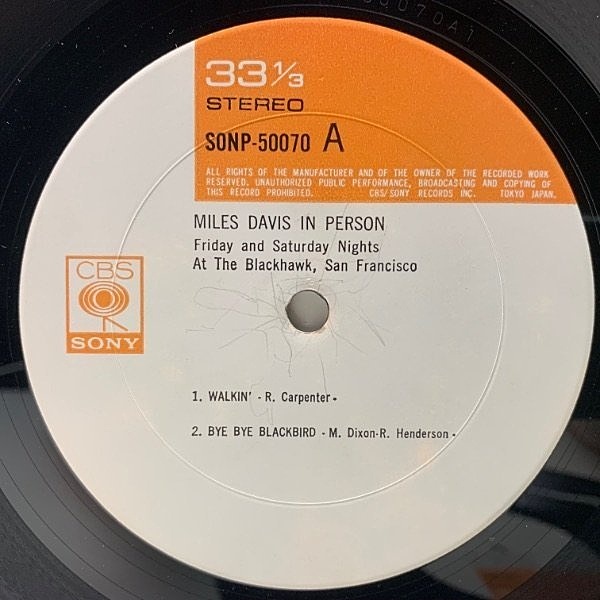 50070A1
33 1/3
STEREO
SONP-50070 A
ALL RIGHTS OF THE MANUFACTURER AND OF THE OWNER OF THE RECORDED WORK
RESERVED. UNAUTHORIZED PUBLIC PERFORMANCE, BROADCASTING AND COPYING OF
THIS RECORD PROHIBITED. CBS/SONY RECORDS INC. TOKYO JAPAN.
MILES DAVIS IN PERSON
Friday and Saturday Nights
At The Blackhawk, San Francisco
CBS
SONY
1. WALKIN' - R. Carpenter -
2. BYE BYE BLACKBIRD - M. Dixon-R. Henderson -